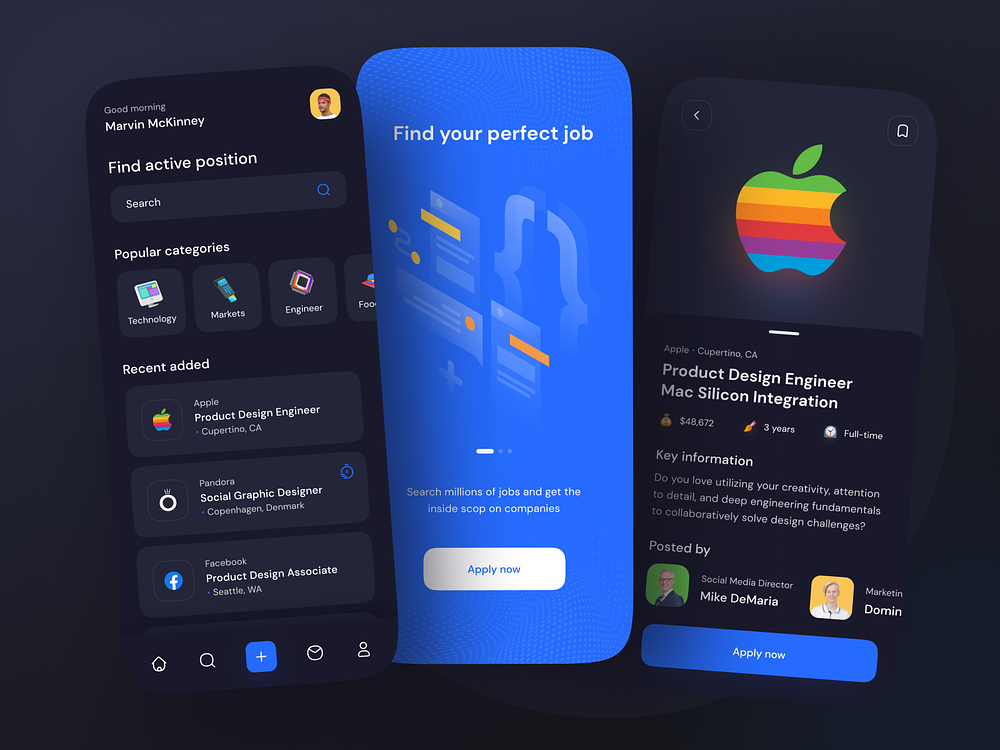 Good morning
Marvin McKinney
Find active position
Search
Popular categories
Technology
Markets
Engineer
Recent added
Apple
Product Design Engineer
• Cupertino, CA
Pandora
Social Graphic Designer
• Copenhagen, Denmark
Facebook
Product Design Associate
• Seattle, WA
Find your perfect job
Search millions of jobs and get the
inside scop on companies
Apply now
Apple • Cupertino, CA
Product Design Engineer
Mac Silicon Integration
$48,672
3 years
Full-time
Key information
Do you love utilizing your creativity, attention
to detail, and deep engineering fundamentals
to collaboratively solve design challenges?
Posted by
Social Media Director
Mike DeMaria
Marketin
Domin
Apply now